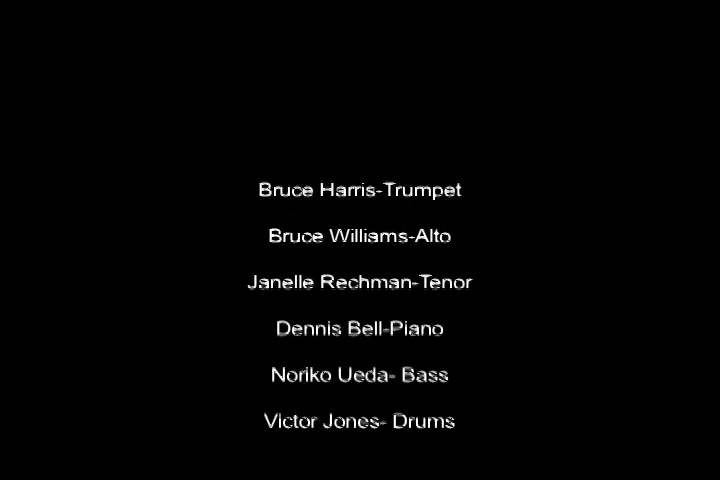 Bruce Harris-Trumpet
Bruce Williams-Alto
Janelle Rechman-Tenor
Dennis Bell-Piano
Noriko Ueda- Bass
Victor Jones- Drums